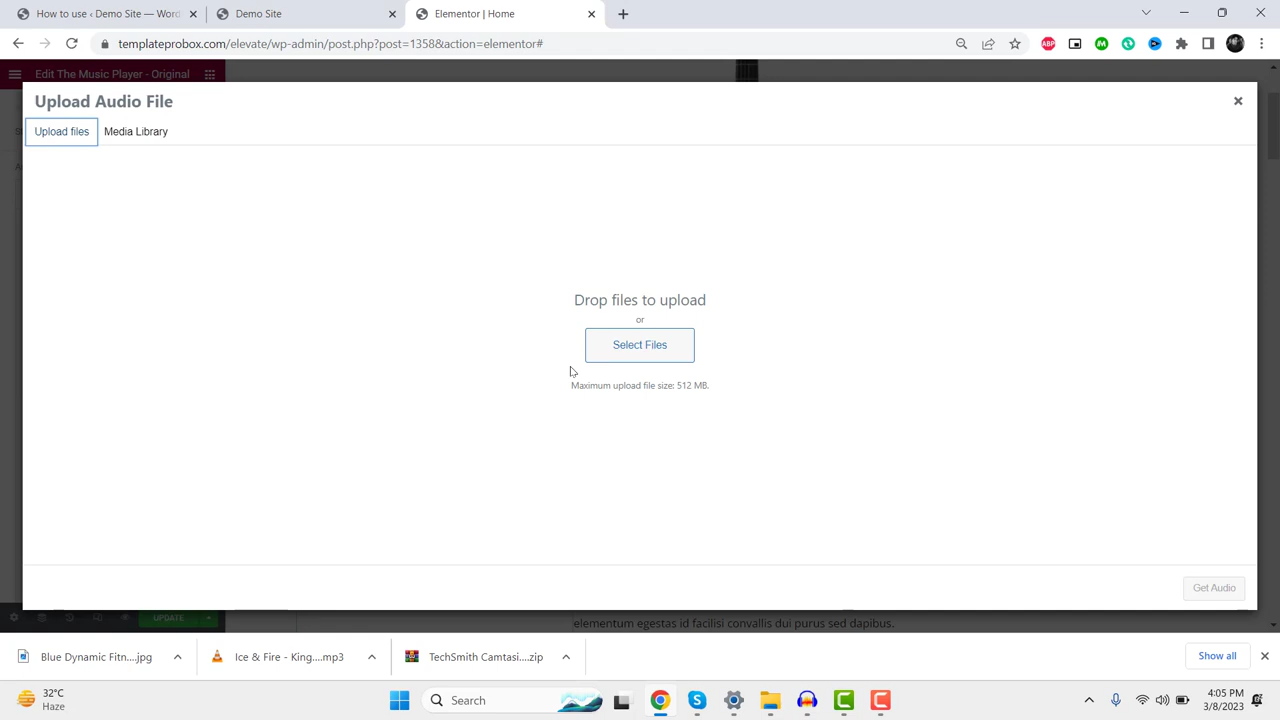 How to use ‹ Demo Site — Word
Demo Site
Elementor | Home
templateprobox.com/elevate/wp-admin/post.php?post=1358&action=elementor#
ABP
Edit The Music Player - Original
Upload Audio File
Upload files
Media Library
Drop files to upload
or
Select Files
Maximum upload file size: 512 MB.
Get Audio
UPDATE
elementum egestas id facilisi convallis dui purus sed dapibus.
Blue Dynamic Fitn....jpg
Ice & Fire - King....mp3
TechSmith Camtasi....zip
Show all
32°C
Haze
Search
4:05 PM
3/8/2023